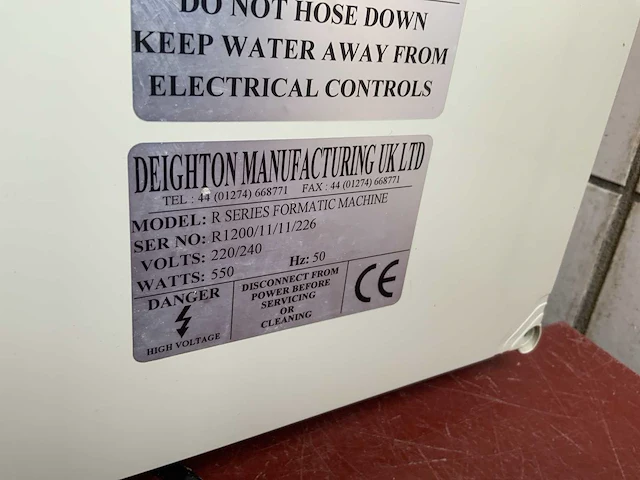 DO NOT HOSE DOWN
KEEP WATER AWAY FROM
ELECTRICAL CONTROLS
DEIGHTON MANUFACTURING UK LTD
TEL : 44 (01274) 668771 FAX : 44 (01274) 668771
MODEL: R SERIES FORMATIC MACHINE
SER NO: R1200/11/11/226
VOLTS: 220/240 Hz: 50
WATTS: 550
DANGER
HIGH VOLTAGE
DISCONNECT FROM
POWER BEFORE
SERVICING
OR
CLEANING
CE